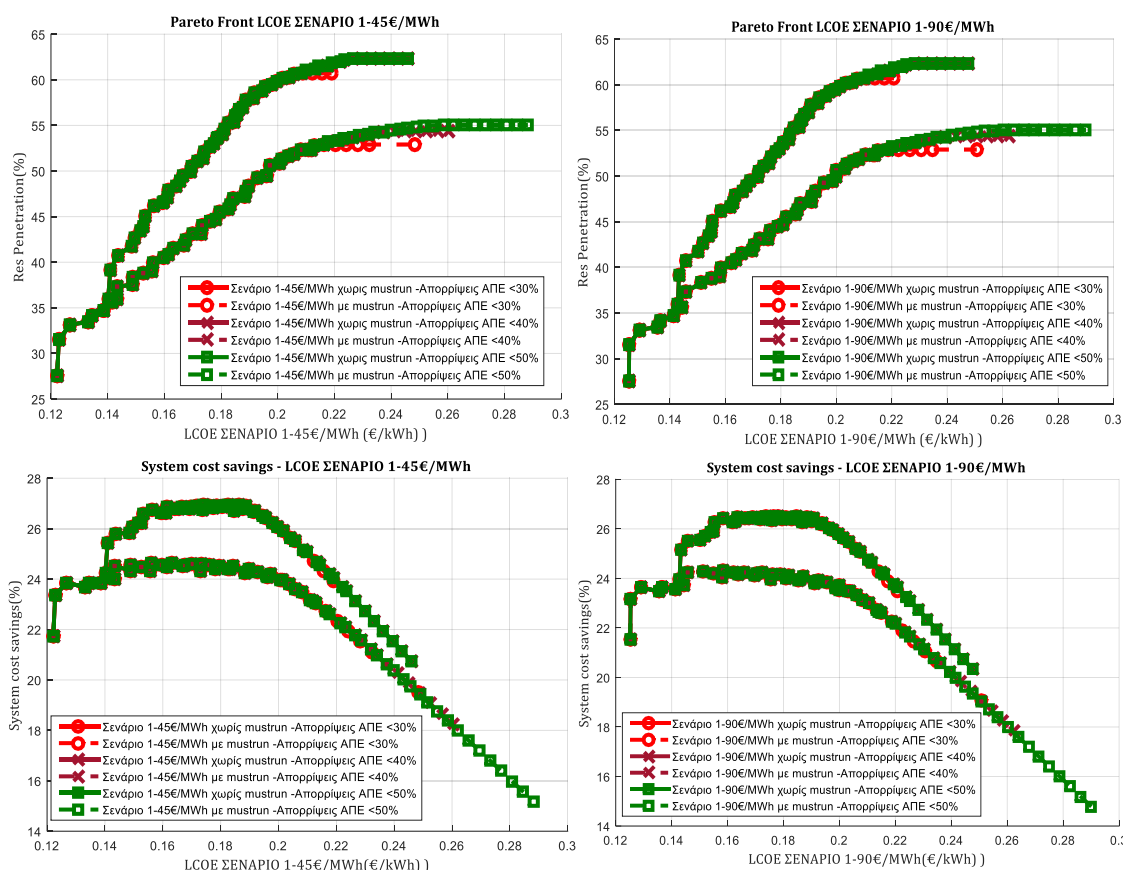 Pareto Front LCOE ΣΕΝΑΡΙΟ 1-45€/MWh
65
60
55
50
45
40
35
30
25
Res Penetration(%)
Σενάριο 1-45€/MWh χωρις mustrun -Απορρίψεις ΑΠΕ <30%
Σενάριο 1-45€/MWh με mustrun -Απορρίψεις ΑΠΕ <30%
Σενάριο 1-45€/MWh χωρις mustrun -Απορρίψεις ΑΠΕ <40%
Σενάριο 1-45€/MWh με mustrun -Απορρίψεις ΑΠΕ <40%
Σενάριο 1-45€/MWh χωρις mustrun -Απορρίψεις ΑΠΕ <50%
Σενάριο 1-45€/MWh με mustrun -Απορρίψεις ΑΠΕ <50%
0.12 0.14 0.16 0.18 0.2 0.22 0.24 0.26 0.28 0.3
LCOE ΣΕΝΑΡΙΟ 1-45€/MWh (€/kWh) )
Pareto Front LCOE ΣΕΝΑΡΙΟ 1-90€/MWh
65
60
55
50
45
40
35
30
25
Res Penetration(%)
Σενάριο 1-90€/MWh χωρις mustrun -Απορρίψεις ΑΠΕ <30%
Σενάριο 1-90€/MWh με mustrun -Απορρίψεις ΑΠΕ <30%
Σενάριο 1-90€/MWh χωρις mustrun -Απορρίψεις ΑΠΕ <40%
Σενάριο 1-90€/MWh με mustrun -Απορρίψεις ΑΠΕ <40%
Σενάριο 1-90€/MWh χωρις mustrun -Απορρίψεις ΑΠΕ <50%
Σενάριο 1-90€/MWh με mustrun -Απορρίψεις ΑΠΕ <50%
0.12 0.14 0.16 0.18 0.2 0.22 0.24 0.26 0.28 0.3
LCOE ΣΕΝΑΡΙΟ 1-90€/MWh (€/kWh) )
System cost savings - LCOE ΣΕΝΑΡΙΟ 1-45€/MWh
28
26
24
22
20
18
16
14
System cost savings(%)
Σενάριο 1-45€/MWh χωρίς mustrun -Απορρίψεις ΑΠΕ <30%
Σενάριο 1-45€/MWh με mustrun -Απορρίψεις ΑΠΕ <30%
Σενάριο 1-45€/MWh χωρίς mustrun -Απορρίψεις ΑΠΕ <40%
Σενάριο 1-45€/MWh με mustrun -Απορρίψεις ΑΠΕ <40%
Σενάριο 1-45€/MWh χωρίς mustrun -Απορρίψεις ΑΠΕ <50%
Σενάριο 1-45€/MWh με mustrun -Απορρίψεις ΑΠΕ <50%
0.12 0.14 0.16 0.18 0.2 0.22 0.24 0.26 0.28 0.3
LCOE ΣΕΝΑΡΙΟ 1-45€/MWh(€/kWh) )
System cost savings - LCOE ΣΕΝΑΡΙΟ 1-90€/MWh
28
26
24
22
20
18
16
14
System cost savings(%)
Σενάριο 1-90€/MWh χωρίς mustrun -Απορρίψεις ΑΠΕ <30%
Σενάριο 1-90€/MWh με mustrun -Απορρίψεις ΑΠΕ <30%
Σενάριο 1-90€/MWh χωρίς mustrun -Απορρίψεις ΑΠΕ <40%
Σενάριο 1-90€/MWh με mustrun -Απορρίψεις ΑΠΕ <40%
Σενάριο 1-90€/MWh χωρίς mustrun -Απορρίψεις ΑΠΕ <50%
Σενάριο 1-90€/MWh με mustrun -Απορρίψεις ΑΠΕ <50%
0.12 0.14 0.16 0.18 0.2 0.22 0.24 0.26 0.28 0.3
LCOE ΣΕΝΑΡΙΟ 1-90€/MWh(€/kWh) )